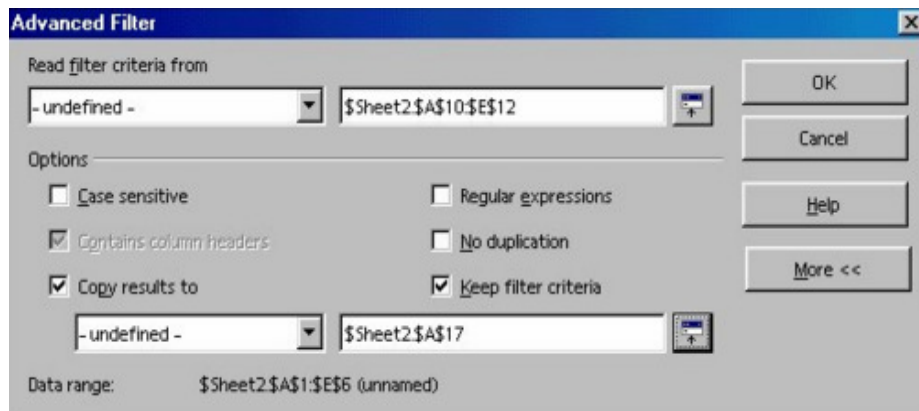 Advanced Filter
Read filter criteria from
- undefined -
$Sheet2.$A$10:$E$12
OK
Cancel
Options
Case sensitive
Regular expressions
Help
Contains column headers
No duplication
More <<
Copy results to
Keep filter criteria
- undefined -
$Sheet2.$A$17
Data range: $Sheet2.$A$1:$E$6 (unnamed)